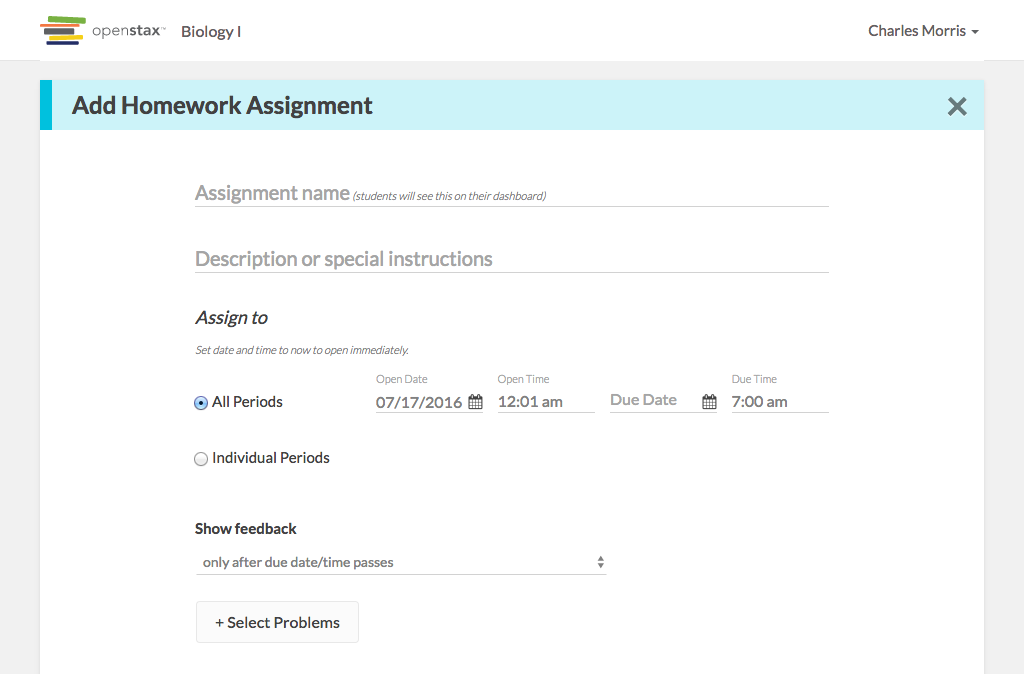 openstax™ Biology I Charles Morris
Add Homework Assignment
Assignment name (students will see this on their dashboard)
Description or special instructions
Assign to
Set date and time to now to open immediately.
Open Date Open Time Due Time
All Periods 07/17/2016 12:01 am Due Date 7:00 am
Individual Periods
Show feedback
only after due date/time passes
+ Select Problems